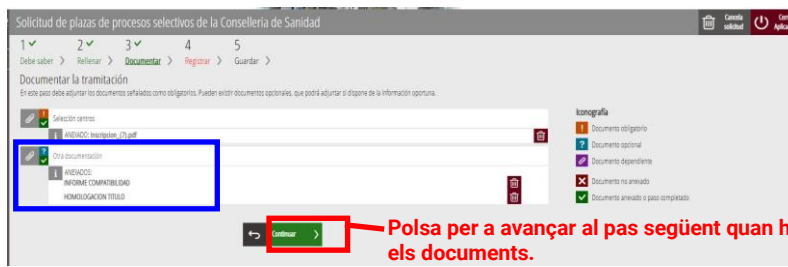 Solicitud de plazas de procesos selectivos de la Conselleria de Sanidad
Cancela solicitud
1 2 3 4 5
Debe saber > Rellenar > Documentar > Registrar > Guardar >
Documentar la tramitación
En este paso debe adjuntar los documentos señalados como obligatorios. Pueden existir documentos opcionales, que podrá adjuntar si dispone de la información oportuna.
Selección centros
ANEXADO: Inscripcion_(7).pdf
Otra documentación
ANEXADOS:
INFORME COMPATIBILIDAD
HOMOLOGACION TITULO
Iconografía
! Documento obligatorio
? Documento opcional
Documento dependiente
Documento no anexado
Documento anexado o paso completado
Continuar >
Polsa per a avançar al pas següent quan h
els documents.